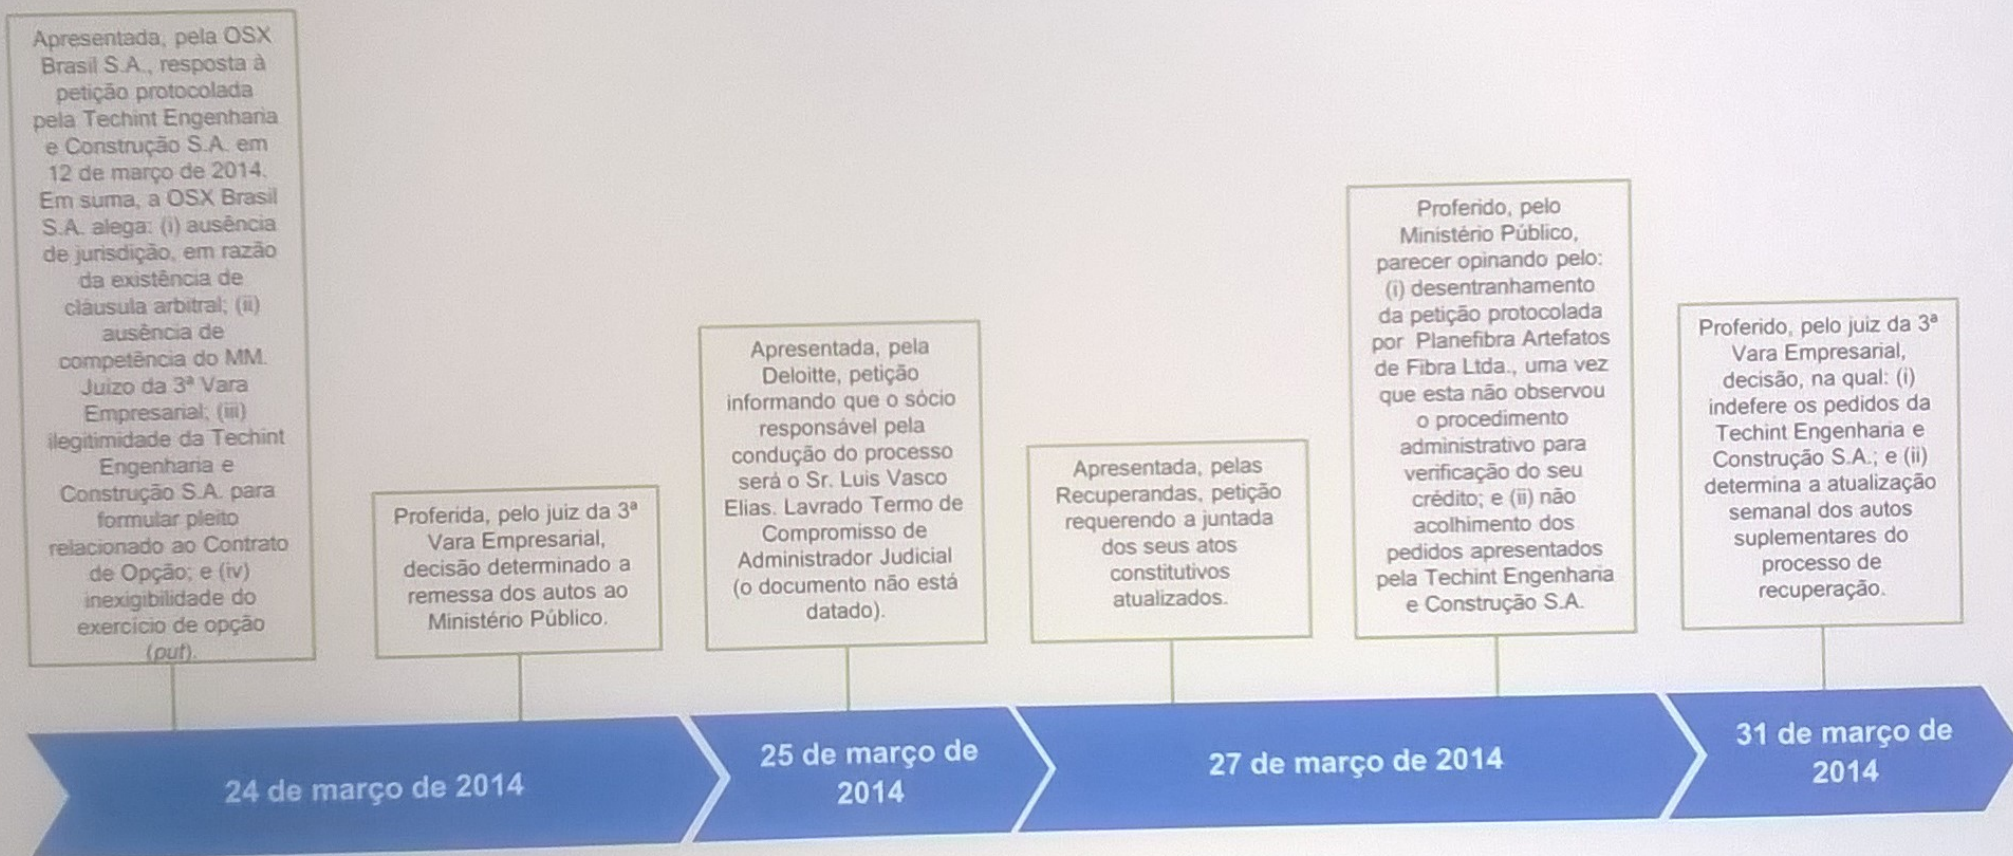 Apresentada, pela OSX
Brasil S.A., resposta à
petição protocolada
pela Techint Engenharia
e Construção S.A. em
12 de março de 2014.
Em suma, a OSX Brasil
S.A. alega: (i) ausência
de jurisdição, em razão
da existência de
cláusula arbitral; (ii)
ausência de
competência do MM.
Juízo da 3ª Vara
Empresarial; (iii)
ilegitimidade da Techint
Engenharia e
Construção S.A. para
formular pleito
relacionado ao Contrato
de Opção; e (iv)
inexigibilidade do
exercício de opção
(put).
Proferida, pelo juiz da 3ª
Vara Empresarial,
decisão determinado a
remessa dos autos ao
Ministério Público.
Apresentada, pela
Deloitte, petição
informando que o sócio
responsável pela
condução do processo
será o Sr. Luis Vasco
Elias. Lavrado Termo de
Compromisso de
Administrador Judicial
(o documento não está
datado).
Apresentada, pelas
Recuperandas, petição
requerendo a juntada
dos seus atos
constitutivos
atualizados.
Proferido, pelo
Ministério Público,
parecer opinando pelo:
(i) desentranhamento
da petição protocolada
por Planefibra Artefatos
de Fibra Ltda., uma vez
que esta não observou
o procedimento
administrativo para
verificação do seu
crédito; e (ii) não
acolhimento dos
pedidos apresentados
pela Techint Engenharia
e Construção S.A.
Proferido, pelo juiz da 3ª
Vara Empresarial,
decisão, na qual: (i)
indefere os pedidos da
Techint Engenharia e
Construção S.A.; e (ii)
determina a atualização
semanal dos autos
suplementares do
processo de
recuperação.
24 de março de 2014
25 de março de
2014
27 de março de 2014
31 de março de
2014